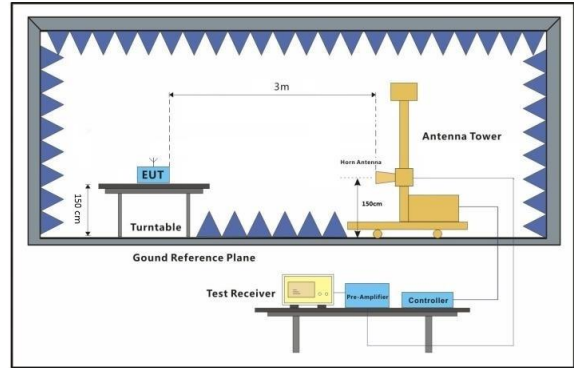 3m
Antenna Tower
Horn Antenna
EUT
150 cm
150cm
Turntable
Gound Reference Plane
Test Receiver
Pre-Amplifier
Controller